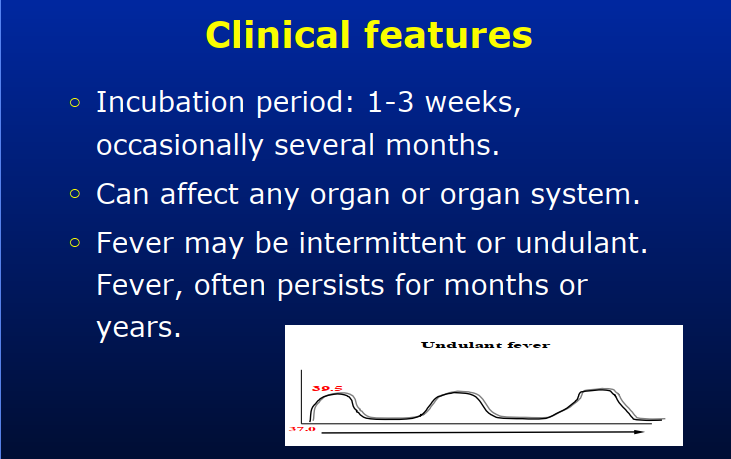 Clinical features
○ Incubation period: 1-3 weeks,
occasionally several months.
○ Can affect any organ or organ system.
○ Fever may be intermittent or undulant.
Fever, often persists for months or
years.
Undulant fever
39.5
37.0